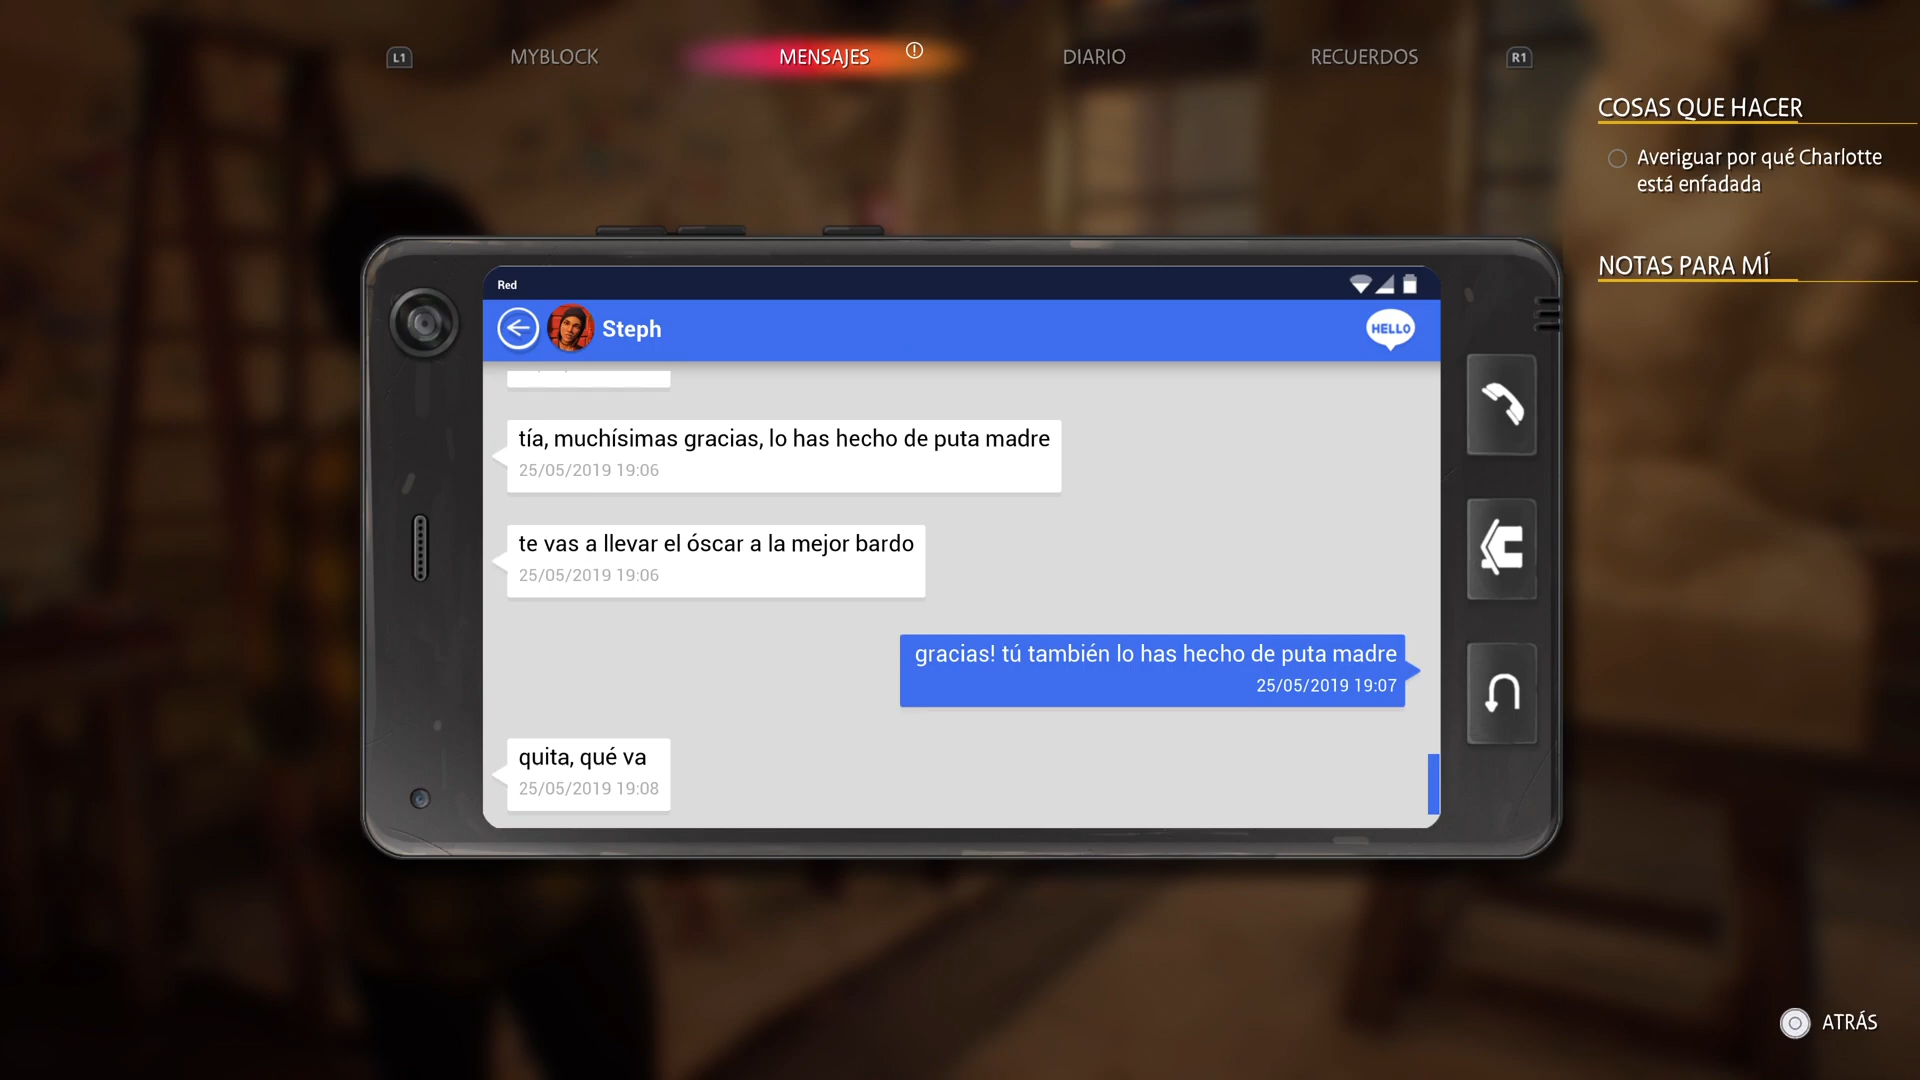 L1
MYBLOCK
MENSAJES
DIARIO
RECUERDOS
R1
COSAS QUE HACER
Averiguar por qué Charlotte
está enfadada
NOTAS PARA MÍ
Red
Steph
HELLO
tía, muchísimas gracias, lo has hecho de puta madre
25/05/2019 19:06
te vas a llevar el óscar a la mejor bardo
25/05/2019 19:06
gracias! tú también lo has hecho de puta madre
25/05/2019 19:07
quita, qué va
25/05/2019 19:08
ATRÁS